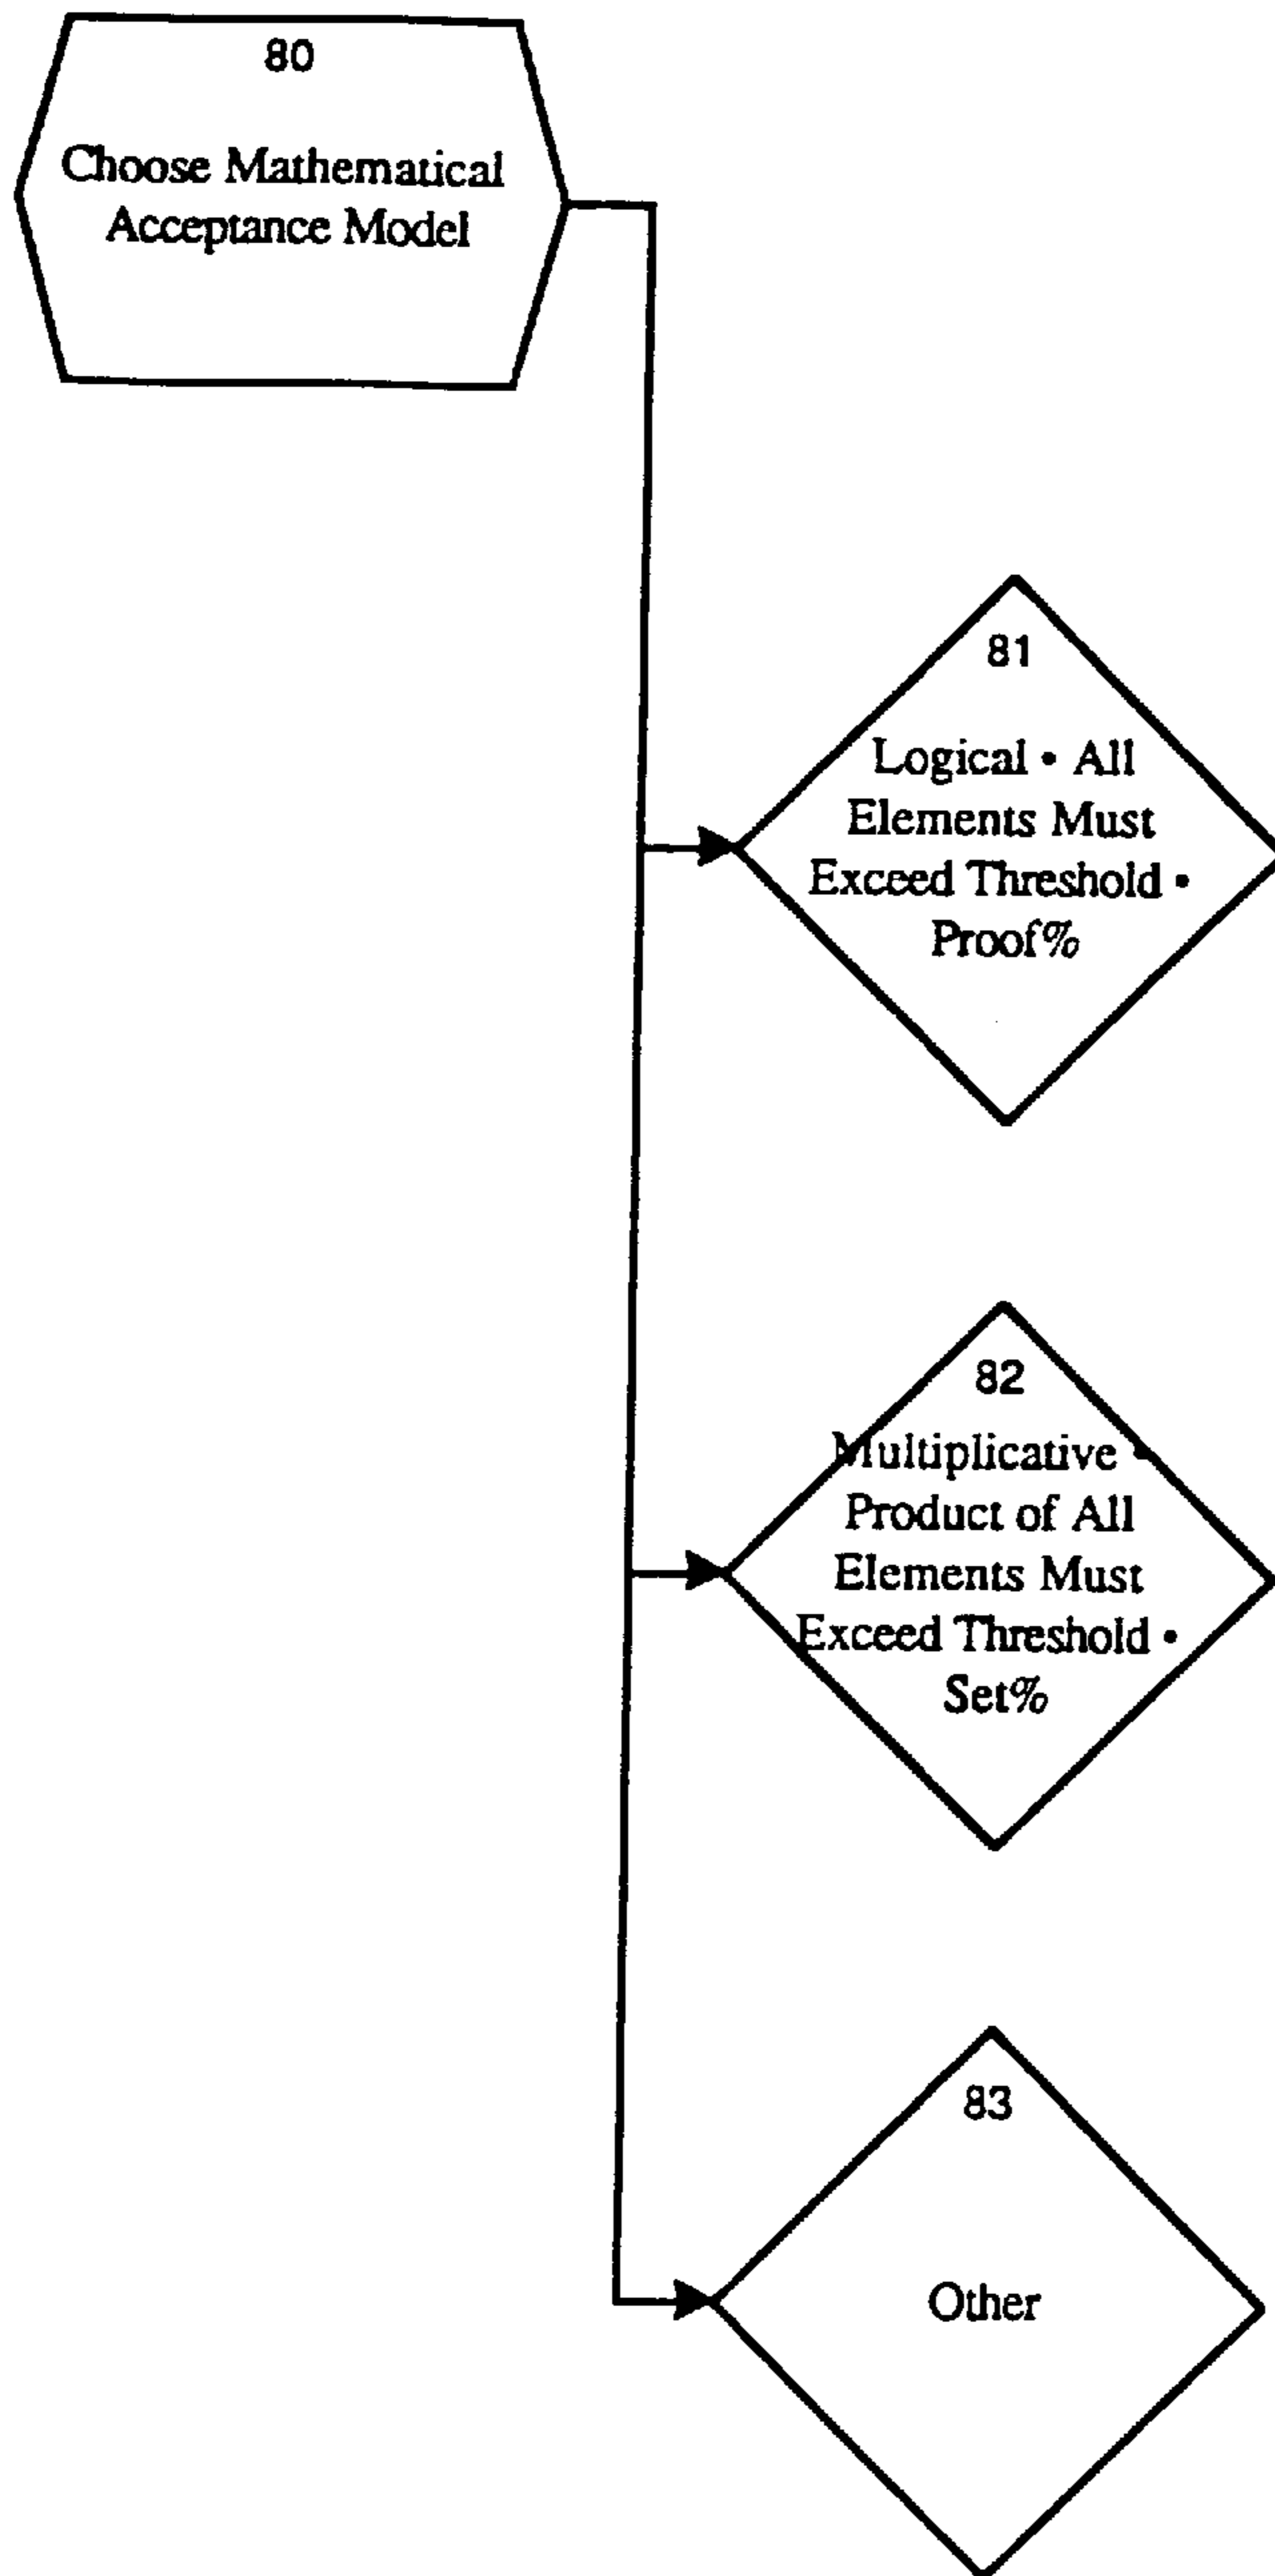 80
Choose Mathematical
Acceptance Model
81
Logical • All
Elements Must
Exceed Threshold •
Proof%
82
Multiplicative •
Product of All
Elements Must
Exceed Threshold •
Set%
83
Other